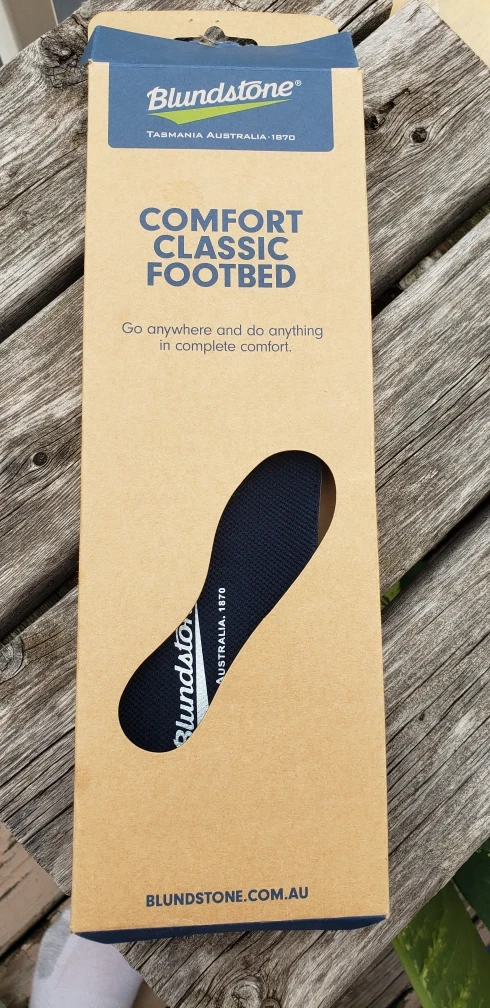 Blundstone®
TASMANIA AUSTRALIA·1870
COMFORT
CLASSIC
FOOTBED
Go anywhere and do anything
in complete comfort.
Blundston
AUSTRALIA. 1870
BLUNDSTONE.COM.AU